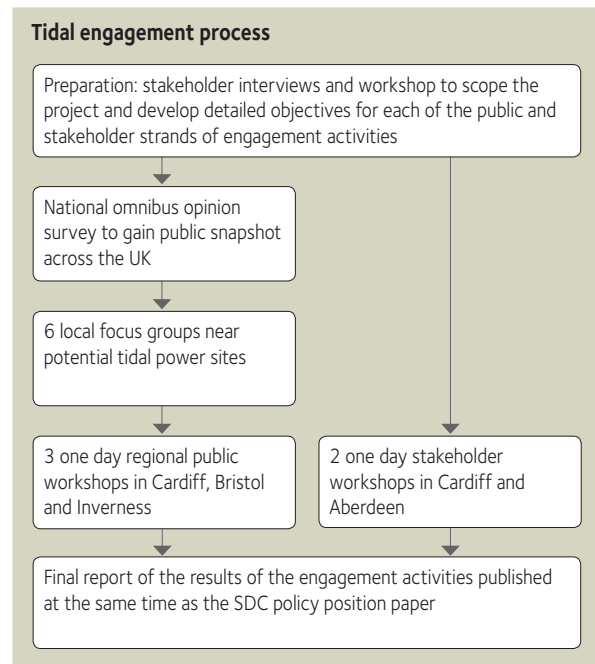 Tidal engagement process
Preparation: stakeholder interviews and workshop to scope the
project and develop detailed objectives for each of the public and
stakeholder strands of engagement activities
National omnibus opinion
survey to gain public snapshot
across the UK
6 local focus groups near
potential tidal power sites
3 one day regional public
workshops in Cardiff, Bristol
and Inverness
2 one day stakeholder
workshops in Cardiff and
Aberdeen
Final report of the results of the engagement activities published
at the same time as the SDC policy position paper